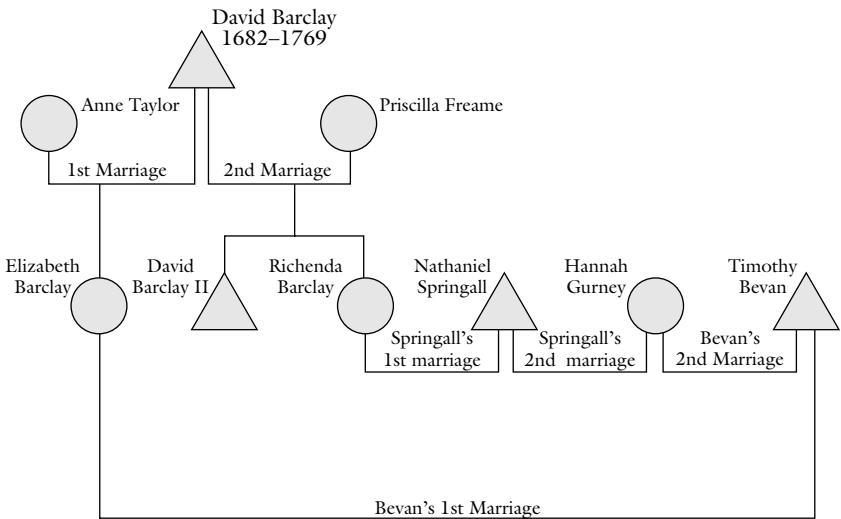 David Barclay
1682–1769
Anne Taylor
Priscilla Freame
1st Marriage
2nd Marriage
Elizabeth
Barclay
David
Barclay II
Richenda
Barclay
Nathaniel
Springall
Hannah
Gurney
Timothy
Bevan
Springall's
1st marriage
Springall's
2nd marriage
Bevan's
2nd Marriage
Bevan's 1st Marriage